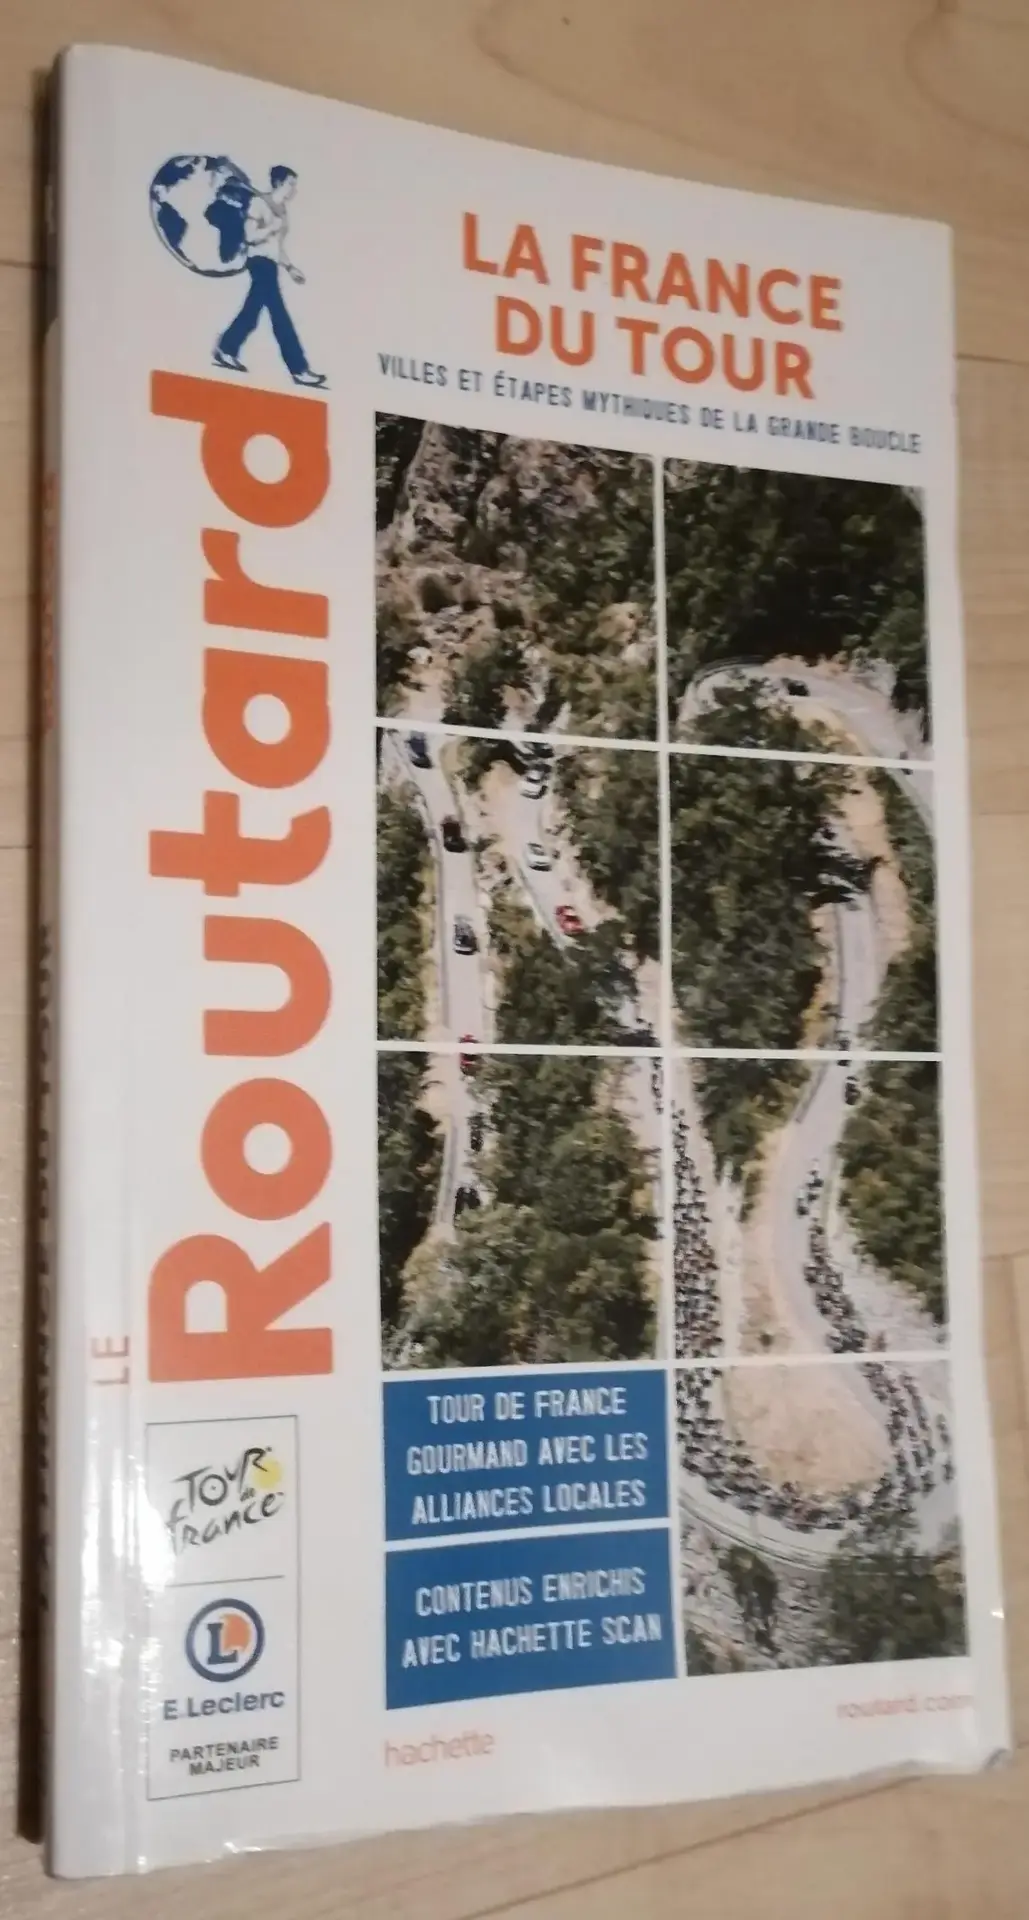 LA FRANCE
DU TOUR
VILLES ET ÉTAPES MYTHIQUES DE LA GRANDE BOUCLE
LE
Routard
TOUR DE FRANCE
GOURMAND AVEC LES
ALLIANCES LOCALES
CONTENUS ENRICHIS
AVEC HACHETTE SCAN
TOUR
de
France
L
E.Leclerc
PARTENAIRE
MAJEUR
hachette
routard.com